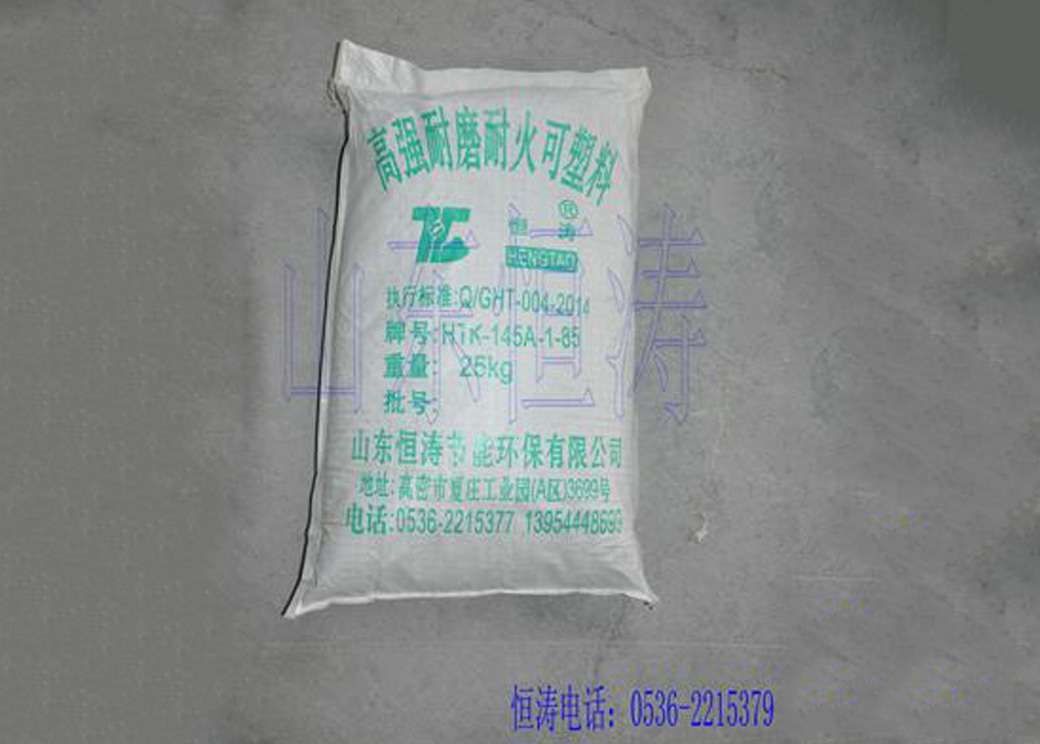 高强耐磨耐火可塑料
®
恒涛
HENGTAO
执行标准:Q/GHT-004-2014
牌号:HTK-145A-1-85
重量: 25kg
批号:
山东恒涛节能环保有限公司
地址:高密市夏庄工业园(A区)3699号
电话:0536-2215377 13954448699
山东恒涛
恒涛电话：0536-2215379